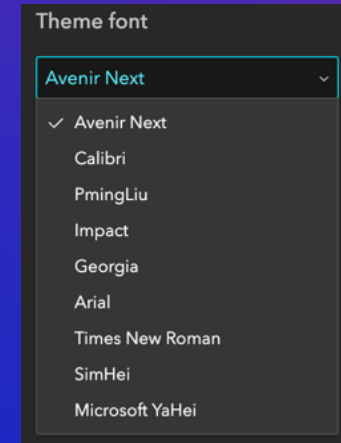 Theme font
Avenir Next
Avenir Next
Calibri
PmingLiu
Impact
Georgia
Arial
Times New Roman
SimHei
Microsoft YaHei